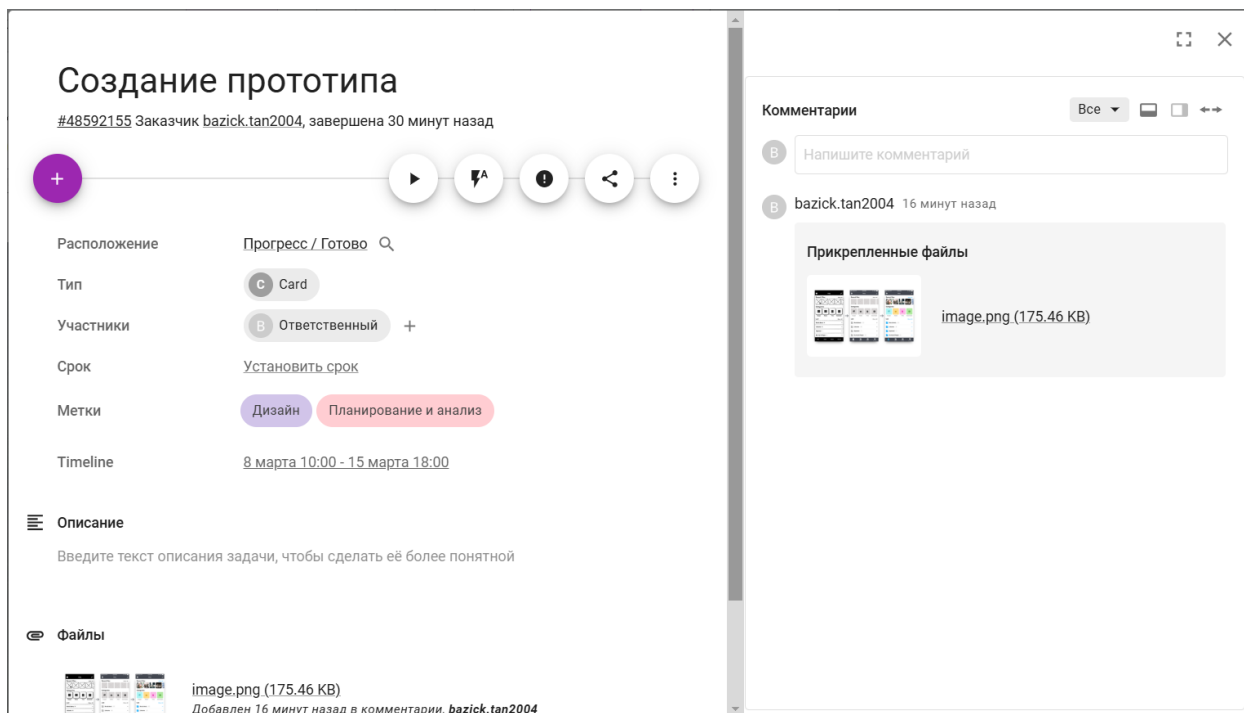 Создание прототипа
#48592155 Заказчик bazick.tan2004, завершена 30 минут назад
Расположение Прогресс / Готово
Тип C Card
Участники B Ответственный +
Срок Установить срок
Метки Дизайн Планирование и анализ
Timeline 8 марта 10:00 - 15 марта 18:00
Описание
Введите текст описания задачи, чтобы сделать её более понятной
Файлы
image.png (175.46 KB)
Добавлен 16 минут назад в комментарии, bazick.tan2004
Комментарии Все
B Напишите комментарий
B bazick.tan2004 16 минут назад
Прикрепленные файлы
image.png (175.46 KB)